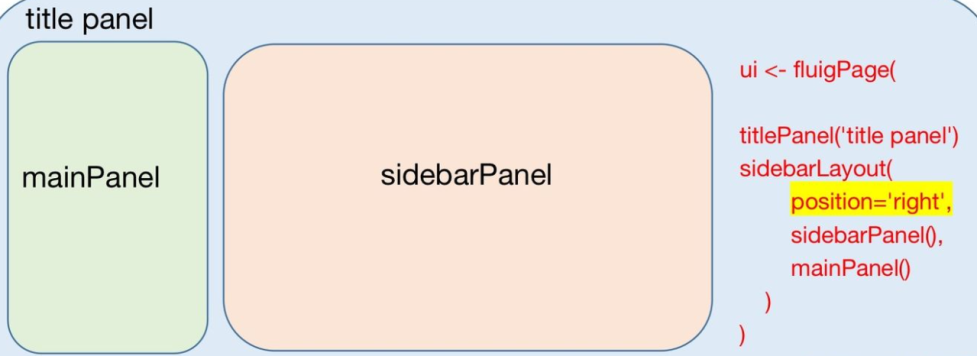 title panel
mainPanel
sidebarPanel
ui <- fluigPage(
titlePanel('title panel')
sidebarLayout(
position='right',
sidebarPanel(),
mainPanel()
)
)